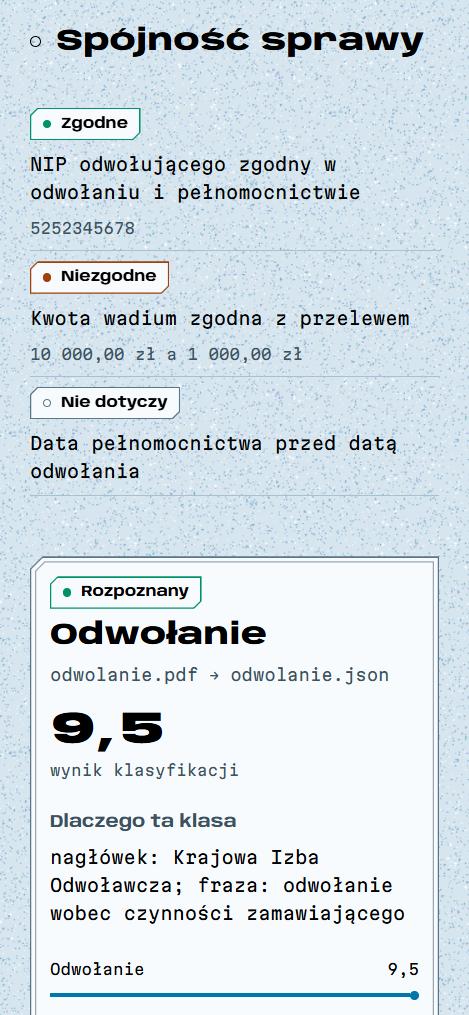 Spójność sprawy
Zgodne
NIP odwołującego zgodny w
odwołaniu i pełnomocnictwie
5252345678
Niezgodne
Kwota wadium zgodna z przelewem
10 000,00 zł a 1 000,00 zł
Nie dotyczy
Data pełnomocnictwa przed datą
odwołania
Rozpoznany
Odwołanie
odwolanie.pdf → odwolanie.json
9,5
wynik klasyfikacji
Dlaczego ta klasa
nagłówek: Krajowa Izba
Odwoławcza; fraza: odwołanie
wobec czynności zamawiającego
Odwołanie 9,5